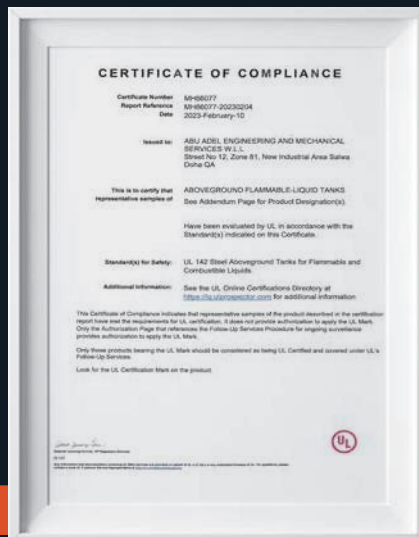 CERTIFICATE OF COMPLIANCE
Certificate Number MH66077
Report Reference MH66077-20230204
Date 2023-February-10
Issued to: ABU ADEL ENGINEERING AND MECHANICAL
SERVICES W.L.L
Street No 12, Zone 81, New Industrial Area Salwa
Doha QA
This is to certify that ABOVEGROUND FLAMMABLE-LIQUID TANKS
representative samples of See Addendum Page for Product Designation(s).
Have been evaluated by UL in accordance with the
Standard(s) indicated on this Certificate.
Standard(s) for Safety: UL 142 Steel Aboveground Tanks for Flammable and
Combustible Liquids.
Additional Information: See the UL Online Certifications Directory at
https://iq.ulprospector.com for additional information
This Certificate of Compliance indicates that representative samples of the product described in the certification
report have met the requirements for UL certification. It does not provide authorization to apply the UL Mark.
Only the Authorization Page that references the Follow-Up Services Procedure for ongoing surveillance
provides authorization to apply the UL Mark.
Only those products bearing the UL Mark should be considered as being UL Certified and covered under UL's
Follow-Up Services.
Look for the UL Certification Mark on the product.
UL